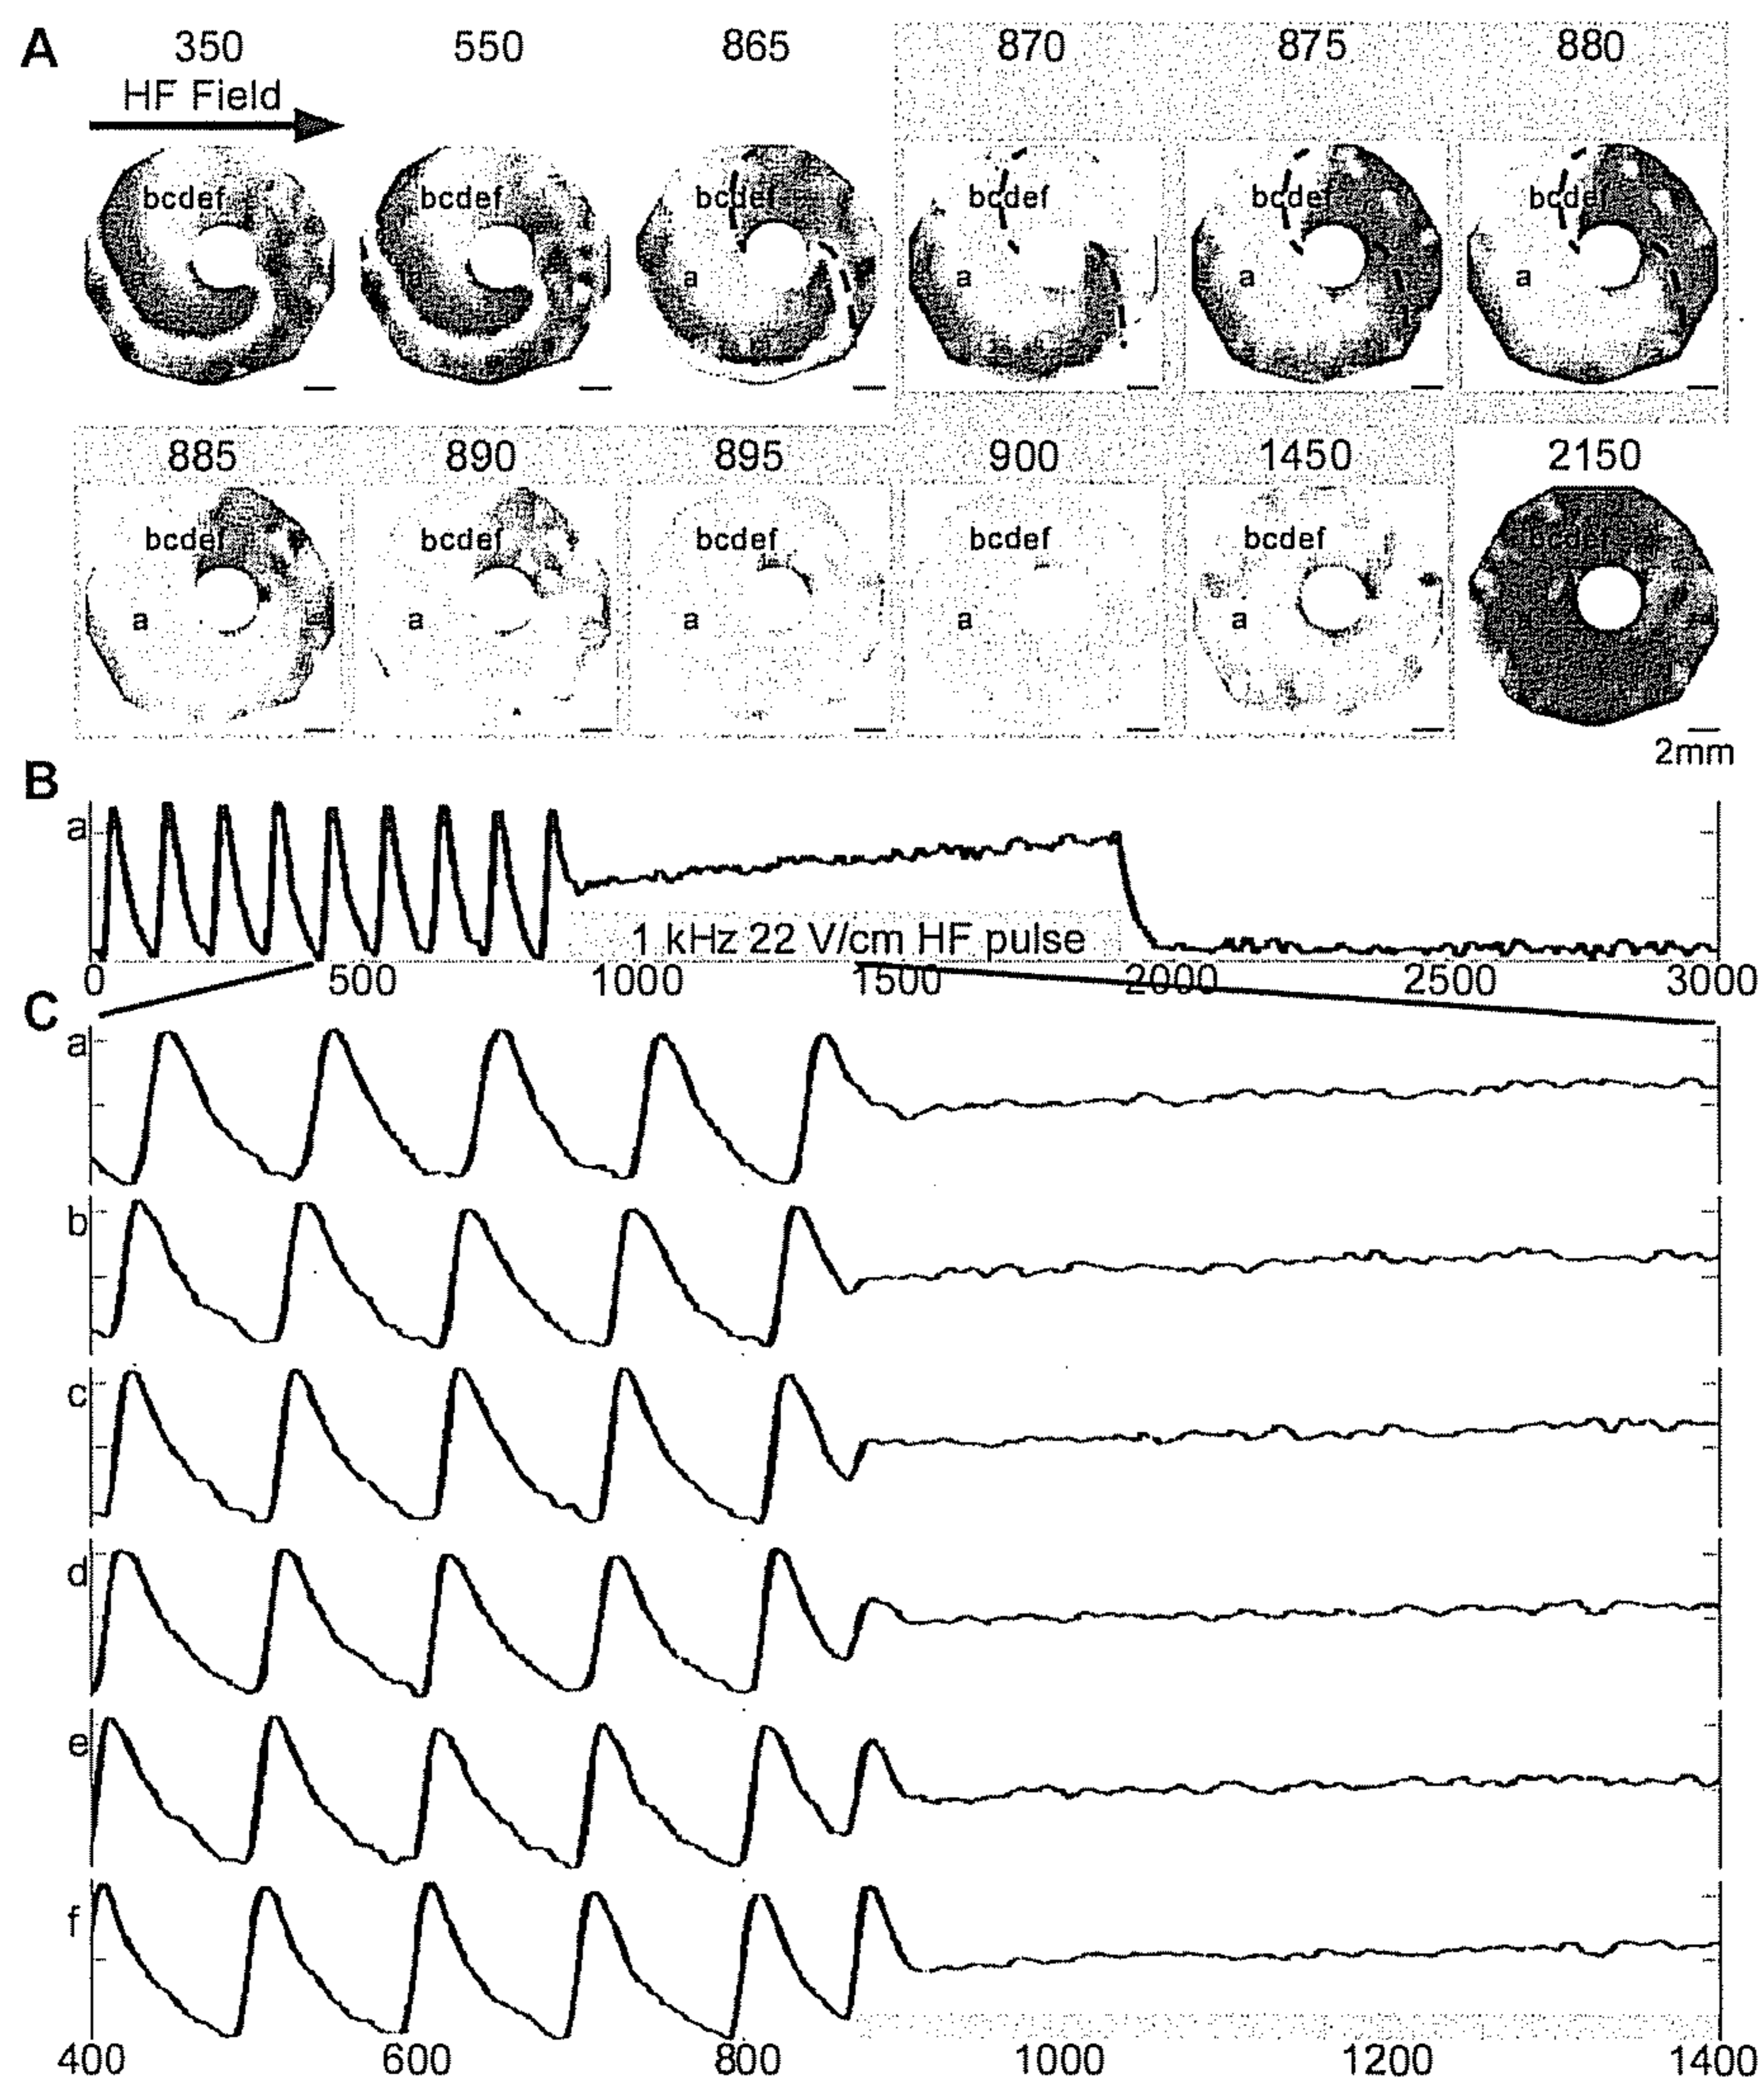 A 350 550 865 870 875 880
HF Field
bcdef bcdef bcdef bcdef bcdef bcdef
a a a a
885 890 895 900 1450 2150
bcdef bcdef bcdef bcdef bcdef bcdef
a a a a a a
2mm
B
a
1 kHz 22 V/cm HF pulse
0 500 1000 1500 2000 2500 3000
C
a
b
c
d
e
f
400 600 800 1000 1200 1400